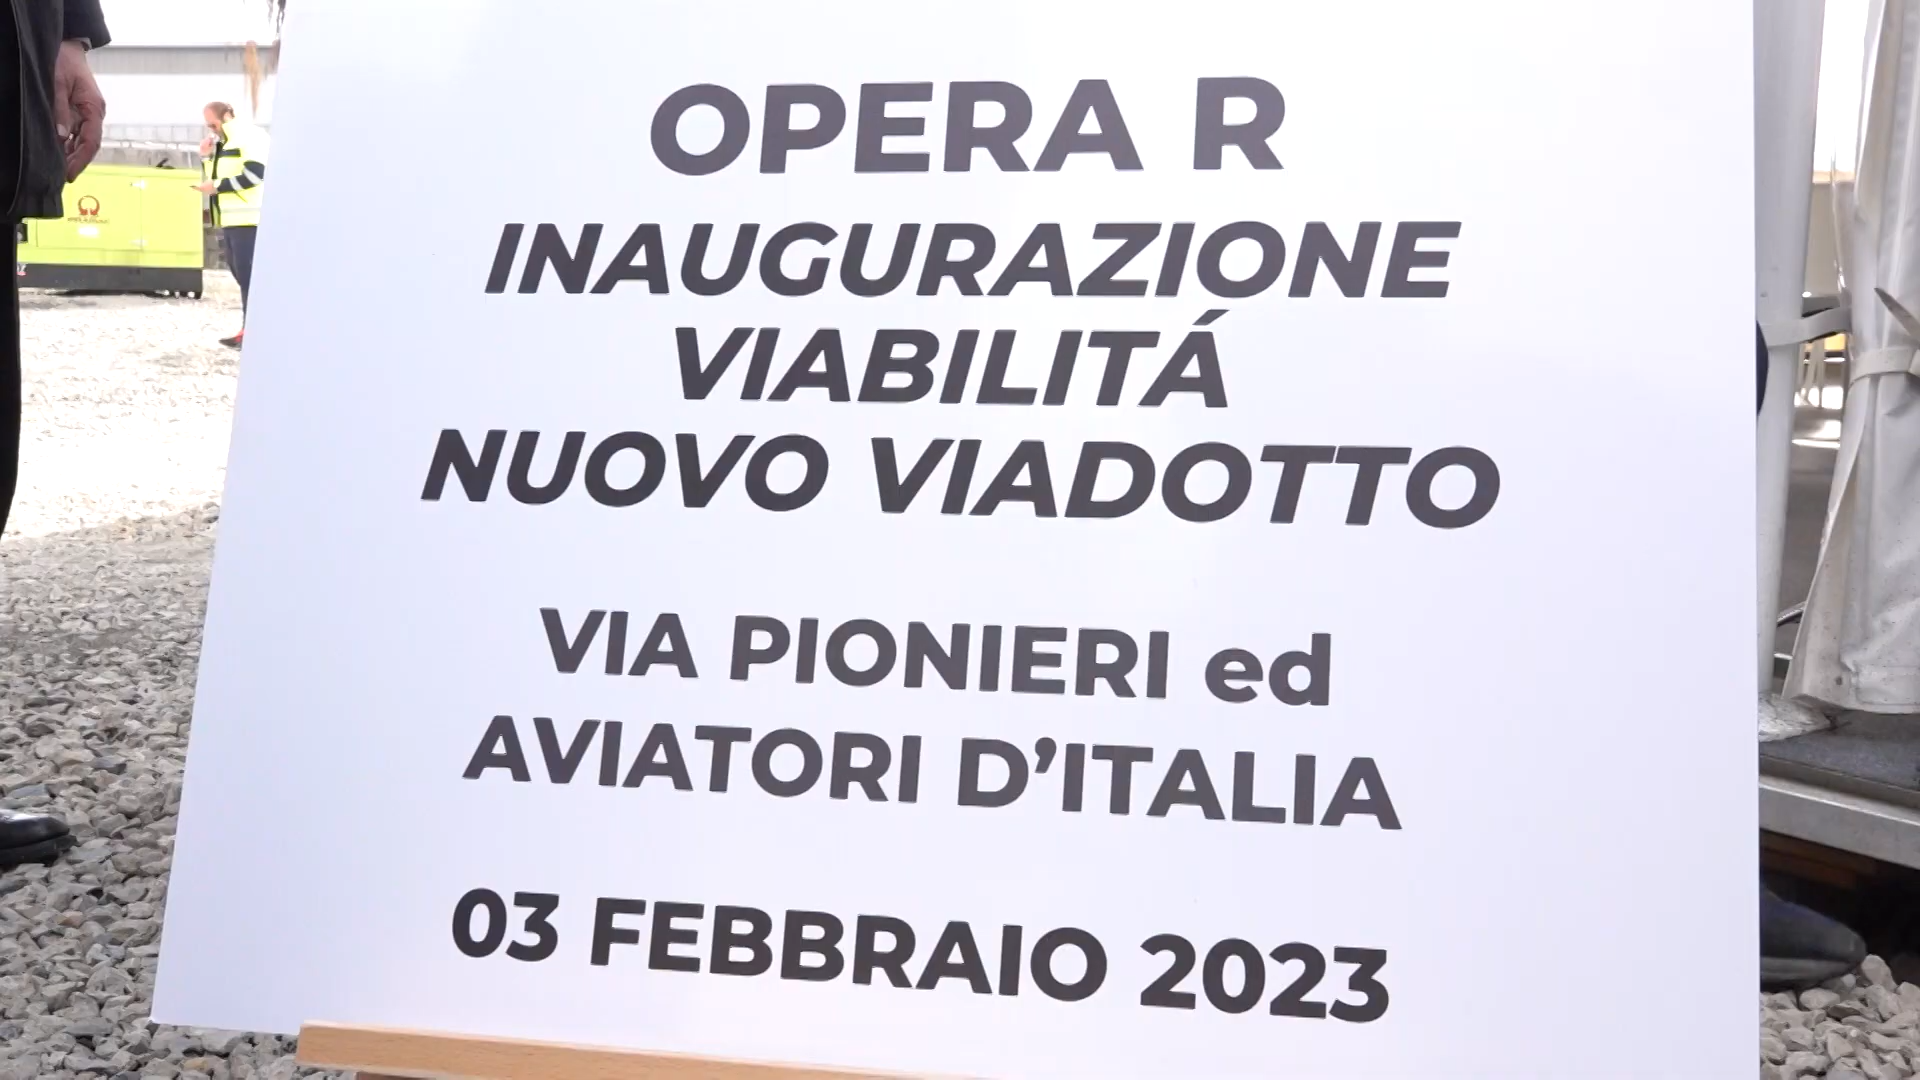 OPERA R
INAUGURAZIONE
VIABILITÁ
NUOVO VIADOTTO
VIA PIONIERI ed
AVIATORI D’ITALIA
03 FEBBRAIO 2023